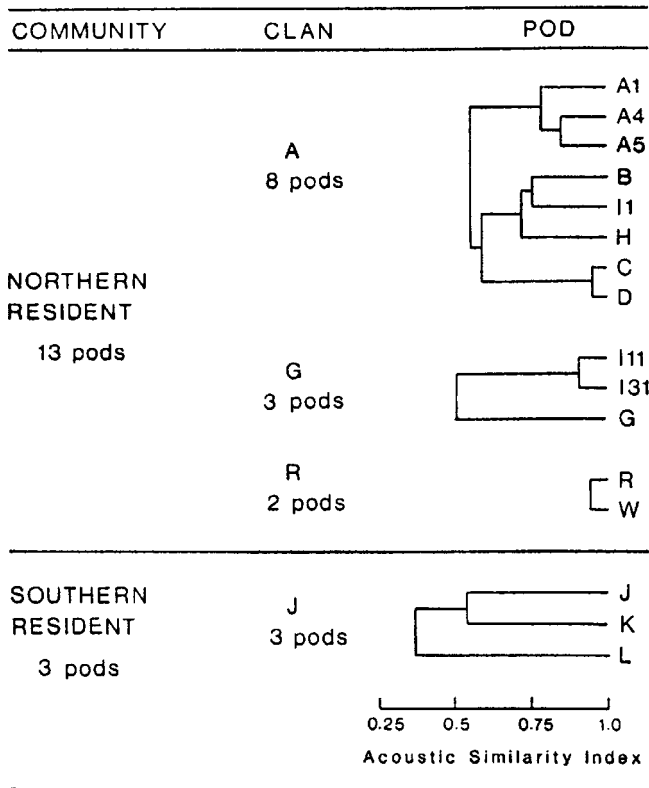 COMMUNITY CLAN POD
A1
A4
A
A5
8 pods
B
I1
H
C
NORTHERN
D
RESIDENT
13 pods
I11
G
I31
3 pods
G
R
R
2 pods
W
SOUTHERN
J
J
RESIDENT
K
3 pods
L
3 pods
0.25 0.5 0.75 1.0
Acoustic Similarity Index